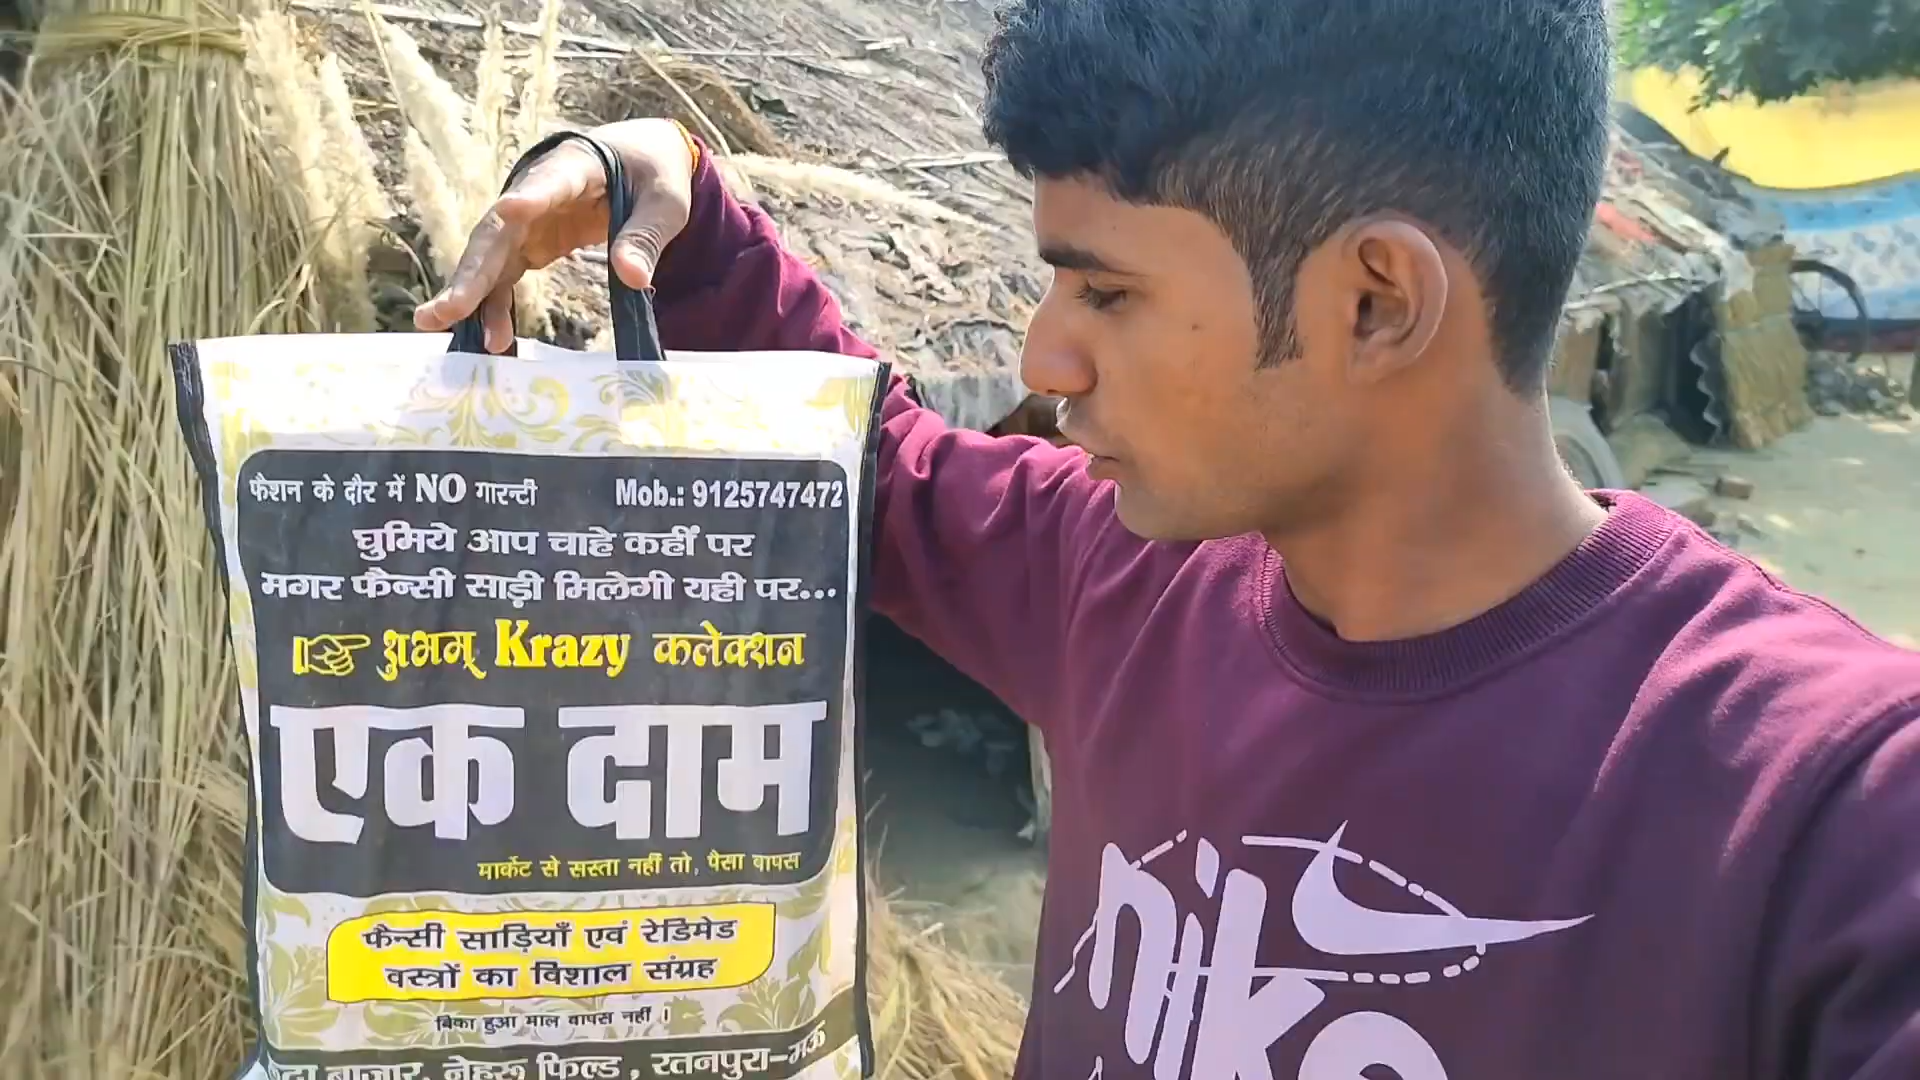 फैशन के दौर में NO गारन्टी Mob.: 9125747472
घुमिये आप चाहे कहीं पर
मगर फैन्सी साड़ी मिलेगी यही पर...
शुभम् Krazy कलेक्शन
एक दाम
मार्केट से सस्ता नहीं तो, पैसा वापस
फैन्सी साड़ियाँ एवं रेडिमेड
वस्त्रों का विशाल संग्रह
बिका हुआ माल वापस नहीं ।
बाजार, नेहरू फिल्ड, रतनपुरा-मऊ
nike